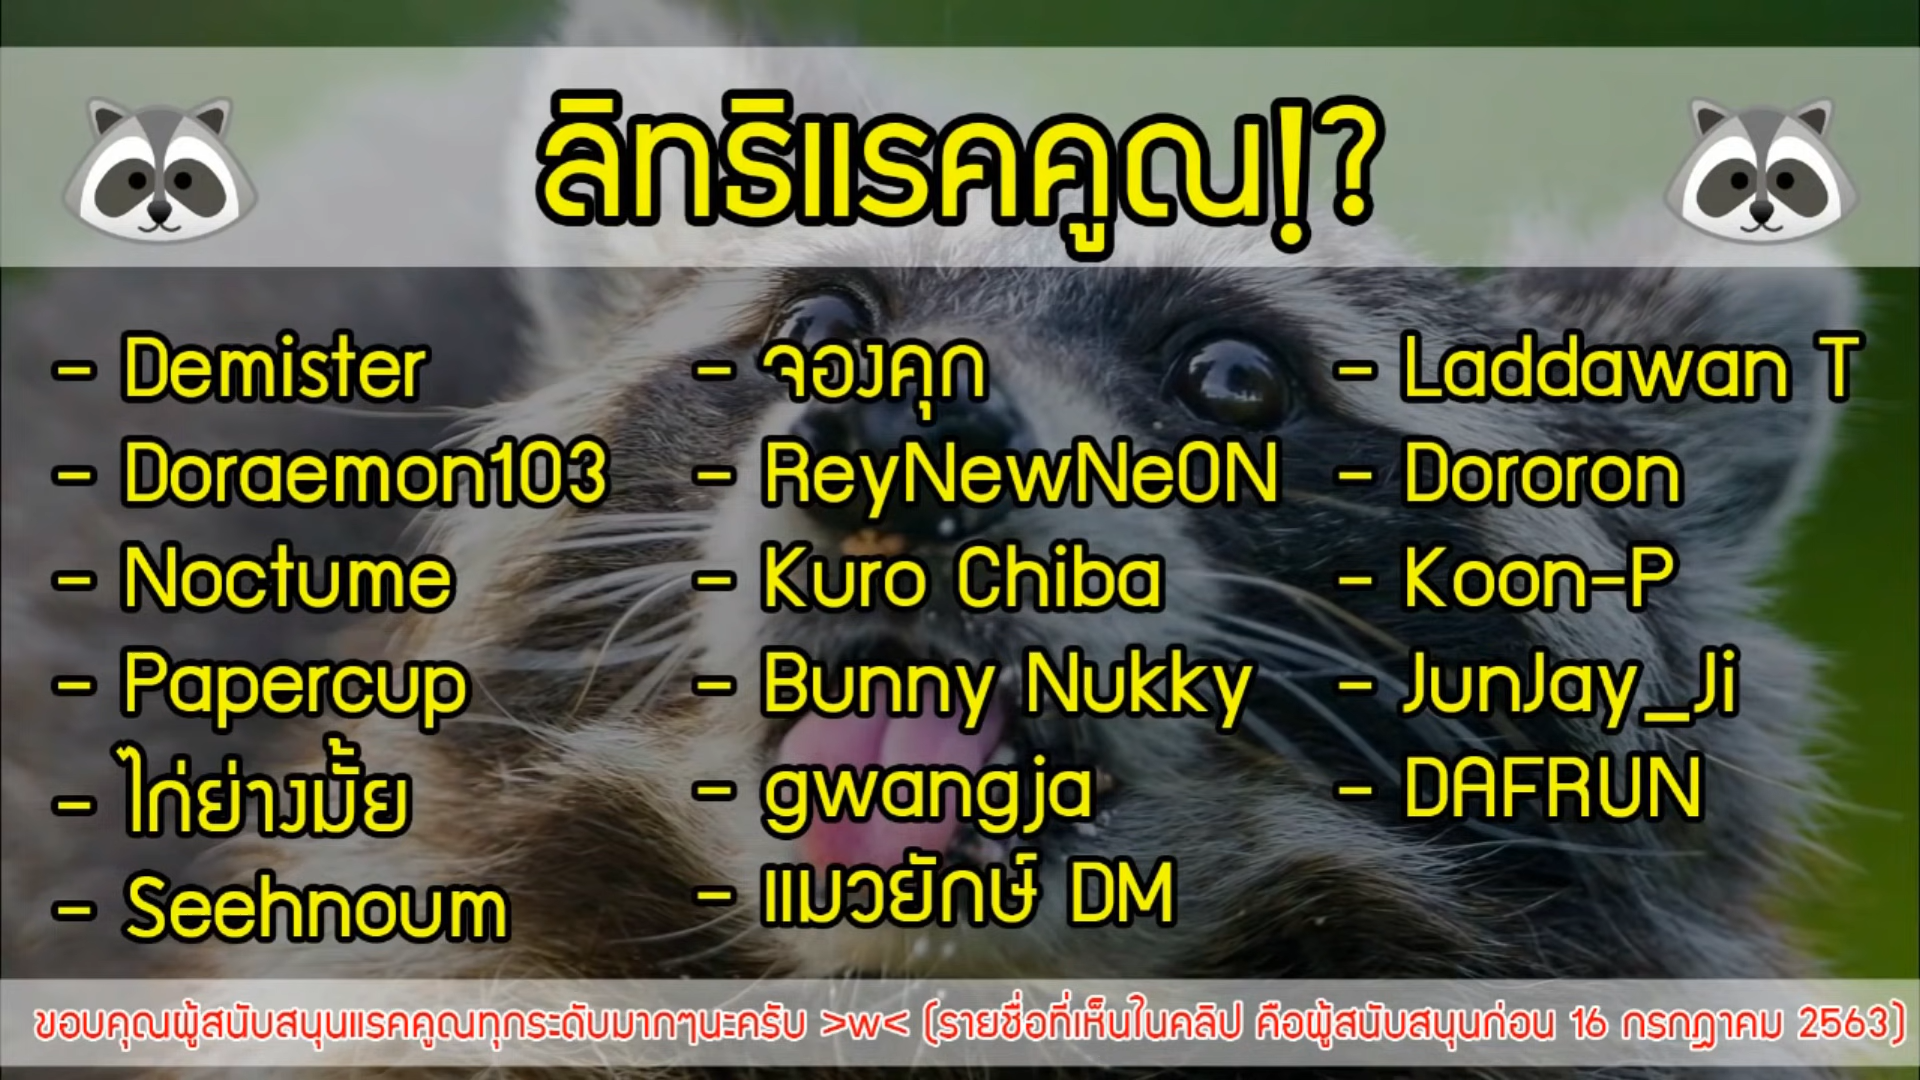 ลิทธิแรคคูณ!?
- Demister
- Doraemon103
- Noctume
- Papercup
- ไก่ย่างมั้ย
- Seehnoum
- จองคุก
- ReyNewNe0N
- Kuro Chiba
- Bunny Nukky
- gwangja
- แมวยักษ์ DM
- Laddawan T
- Dororon
- Koon-P
- JunJay_Ji
- DAFRUN
ขอบคุณผู้สนับสนุนแรคคูณทุกระดับมากๆนะครับ >w< (รายชื่อที่เห็นในคลิป คือผู้สนับสนุนก่อน 16 กรกฎาคม 2563)